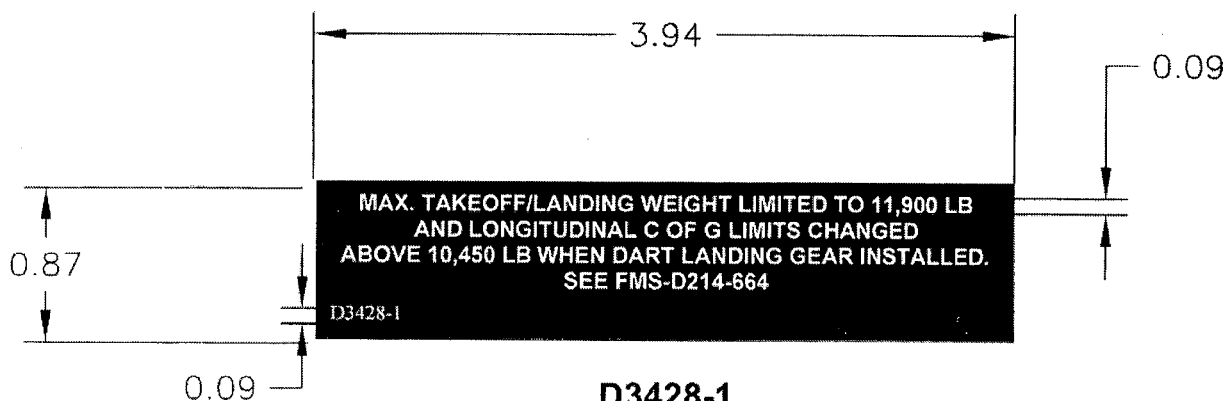 3.94
0.09
MAX. TAKEOFF/LANDING WEIGHT LIMITED TO 11,900 LB
AND LONGITUDINAL C OF G LIMITS CHANGED
ABOVE 10,450 LB WHEN DART LANDING GEAR INSTALLED.
SEE FMS-D214-664
0.87
D3428-1
0.09
D3428-1